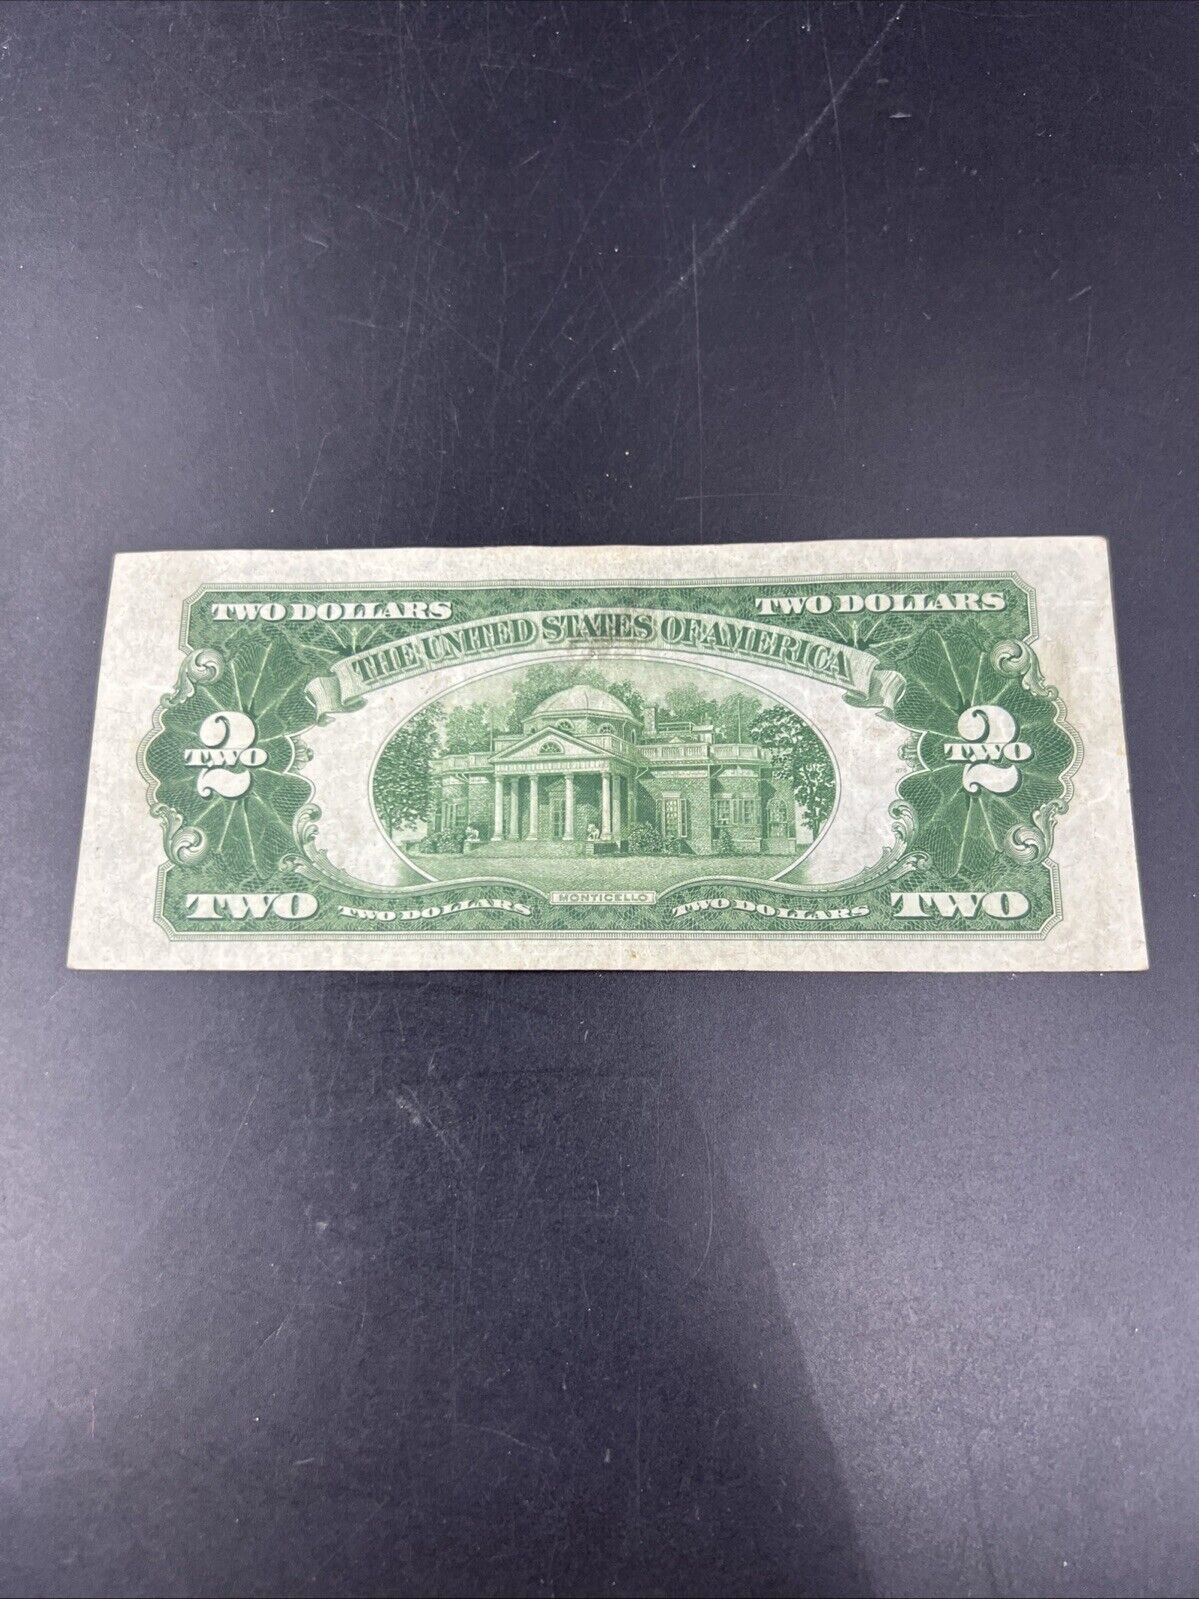 TWO DOLLARS TWO DOLLARS
THE UNITED STATES OF AMERICA
2 TWO 2 TWO
TWO TWO DOLLARS MONTICELLO TWO DOLLARS TWO